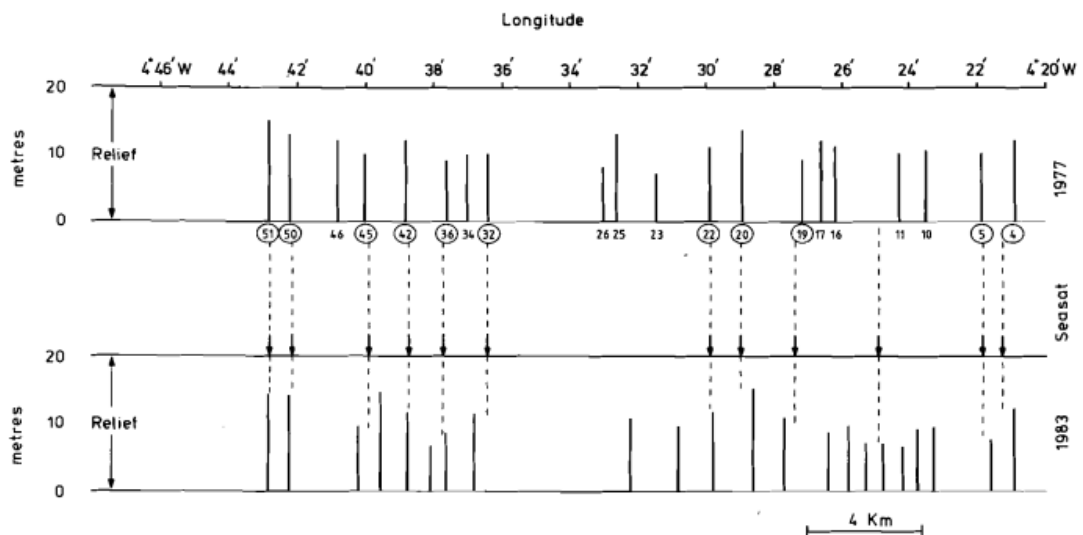 Longitude
4°46′W 44′ 42′ 40′ 38′ 36′ 34′ 32′ 30′ 28′ 26′ 24′ 22′ 4°20′W
20
metres
10
Relief
0
1977
51 50 46 45 42 36 34 32 26 25 23 22 20 19 17 16 11 10 5 4
Seasat
20
metres
10
Relief
0
1983
4 Km